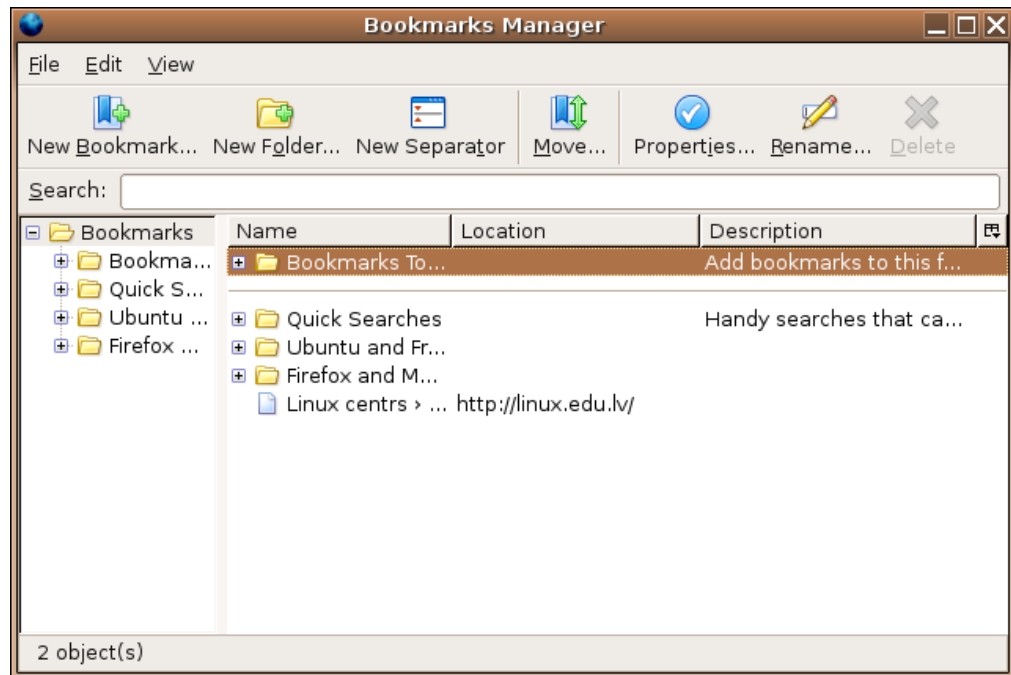 Bookmarks Manager
File Edit View
New Bookmark... New Folder... New Separator Move... Properties... Rename... Delete
Search:
Bookmarks
Bookma...
Quick S...
Ubuntu ...
Firefox ...
Name Location Description
Bookmarks To... Add bookmarks to this f...
Quick Searches Handy searches that ca...
Ubuntu and Fr...
Firefox and M...
Linux centrs › ... http://linux.edu.lv/
2 object(s)